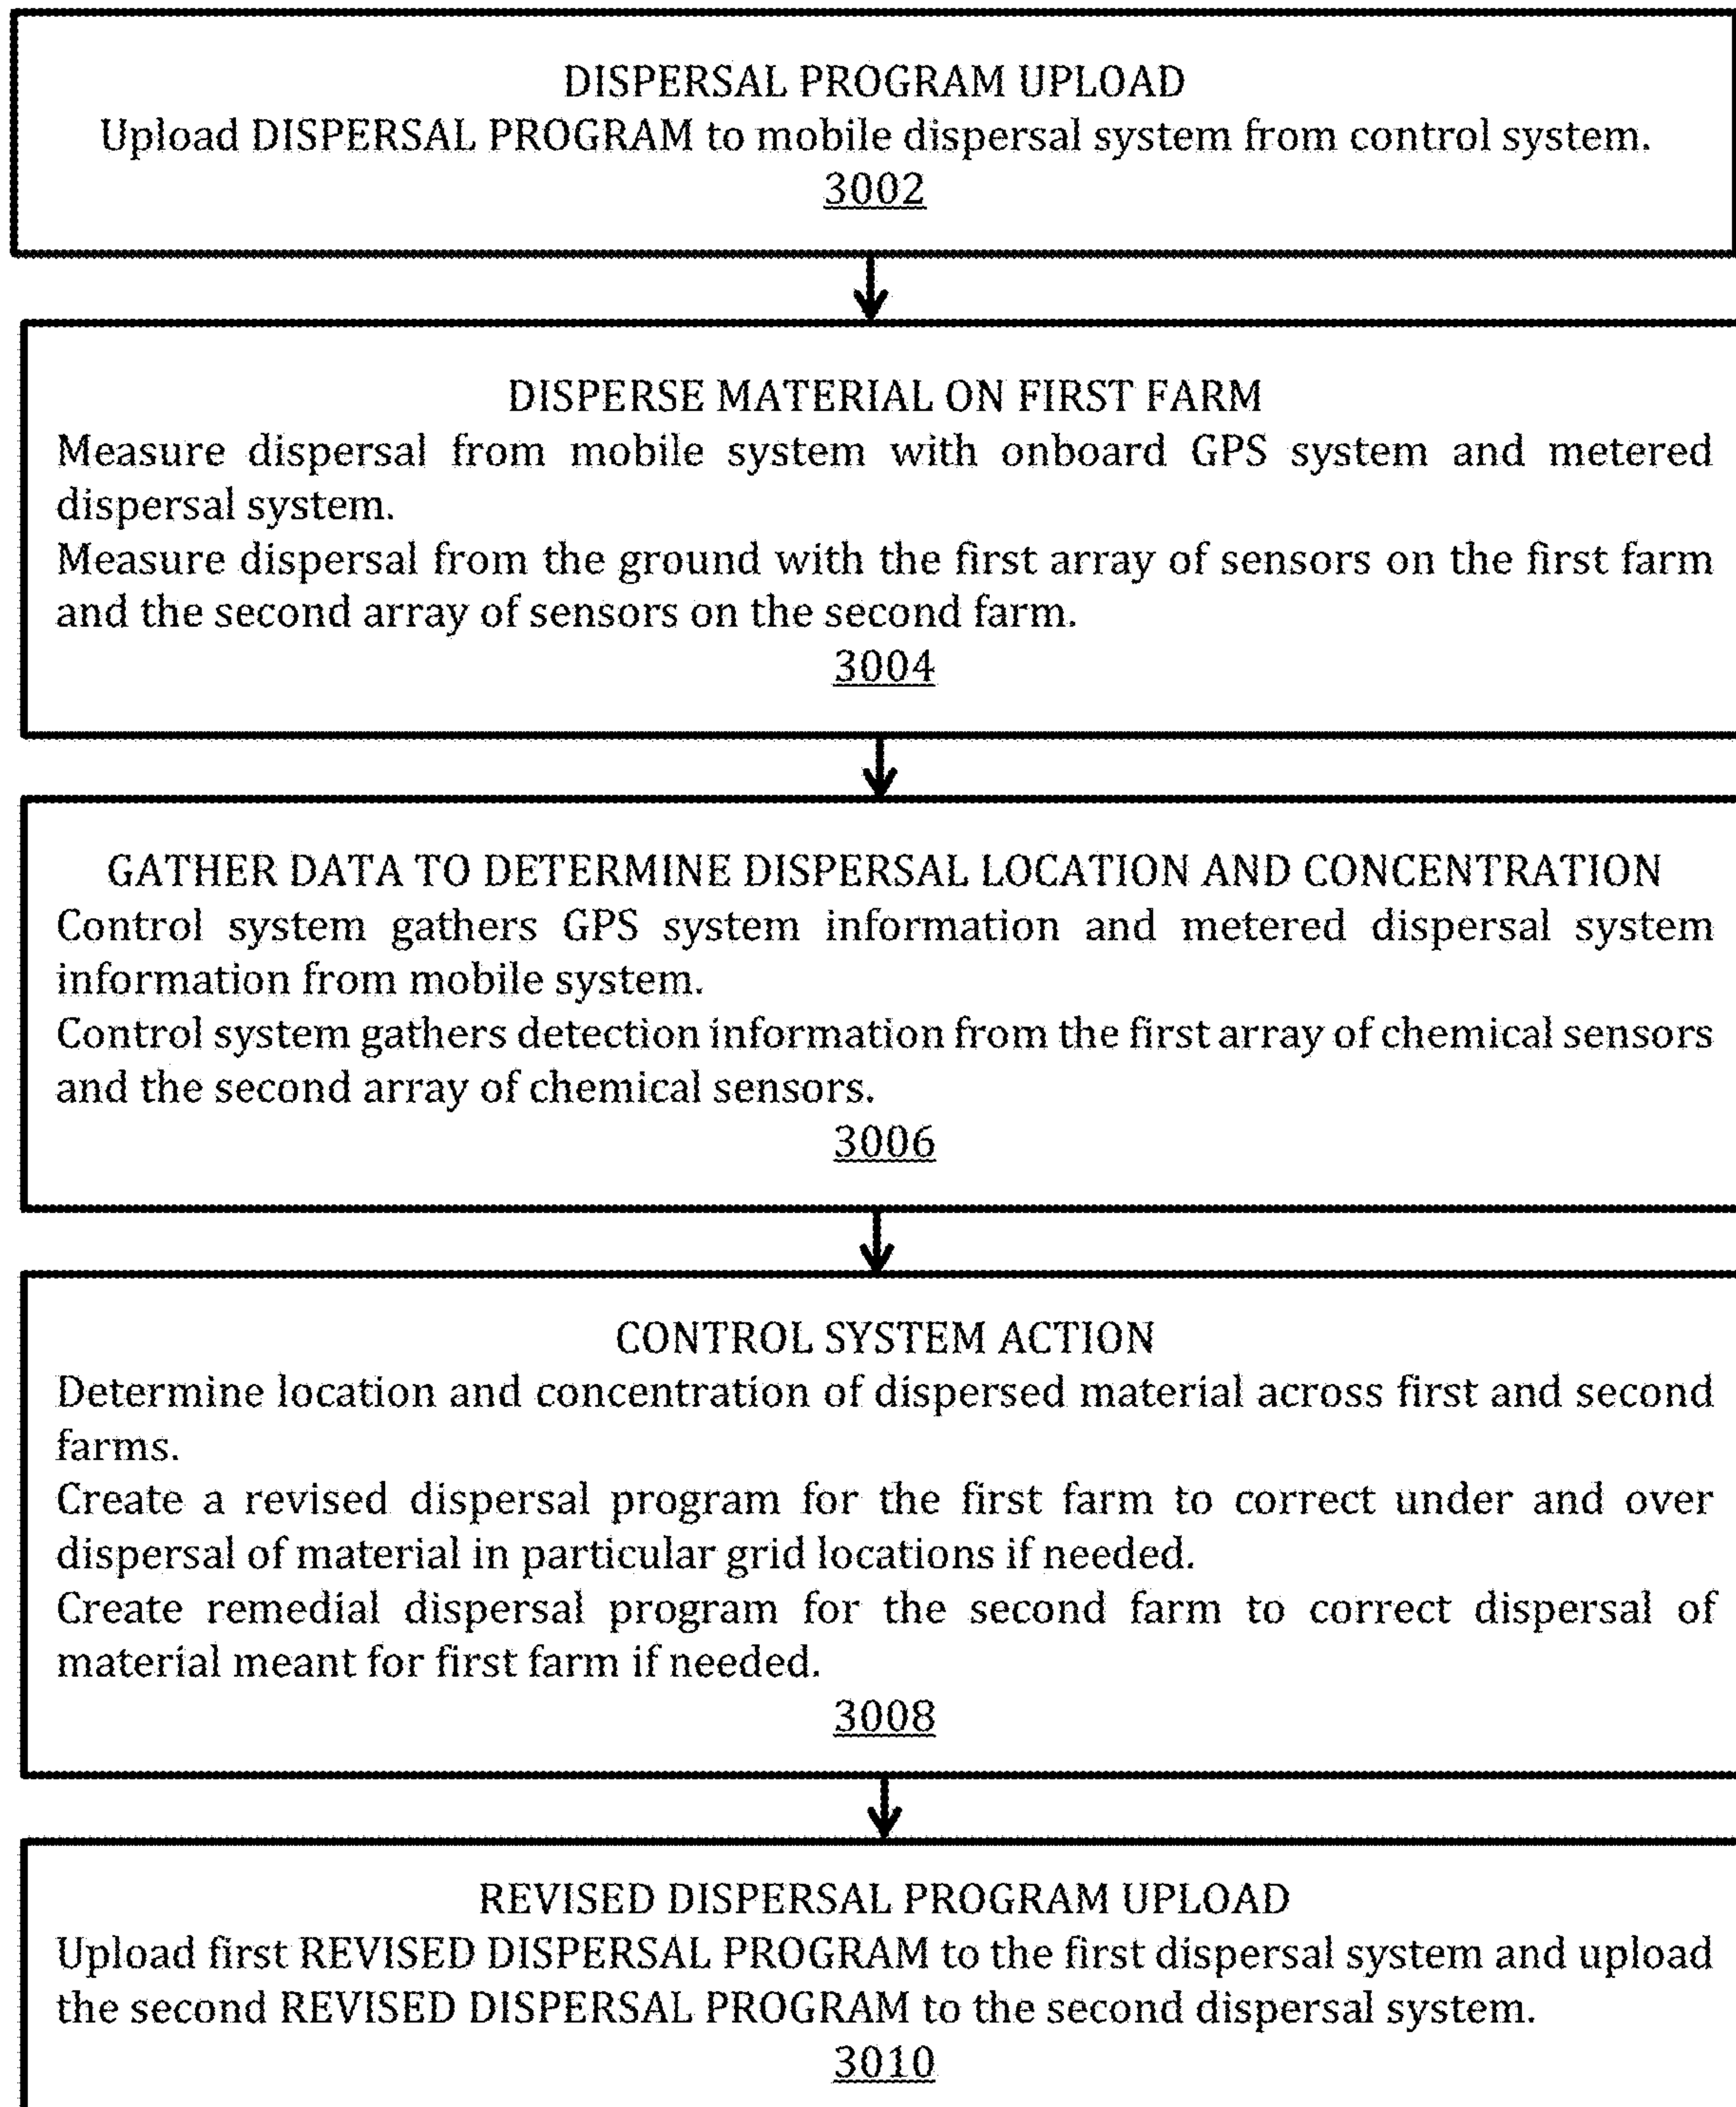 DISPERSAL PROGRAM UPLOAD
Upload DISPERSAL PROGRAM to mobile dispersal system from control system.
3002
DISPERSE MATERIAL ON FIRST FARM
Measure dispersal from mobile system with onboard GPS system and metered
dispersal system.
Measure dispersal from the ground with the first array of sensors on the first farm
and the second array of sensors on the second farm.
3004
GATHER DATA TO DETERMINE DISPERSAL LOCATION AND CONCENTRATION
Control system gathers GPS system information and metered dispersal system
information from mobile system.
Control system gathers detection information from the first array of chemical sensors
and the second array of chemical sensors.
3006
CONTROL SYSTEM ACTION
Determine location and concentration of dispersed material across first and second
farms.
Create a revised dispersal program for the first farm to correct under and over
dispersal of material in particular grid locations if needed.
Create remedial dispersal program for the second farm to correct dispersal of
material meant for first farm if needed.
3008
REVISED DISPERSAL PROGRAM UPLOAD
Upload first REVISED DISPERSAL PROGRAM to the first dispersal system and upload
the second REVISED DISPERSAL PROGRAM to the second dispersal system.
3010